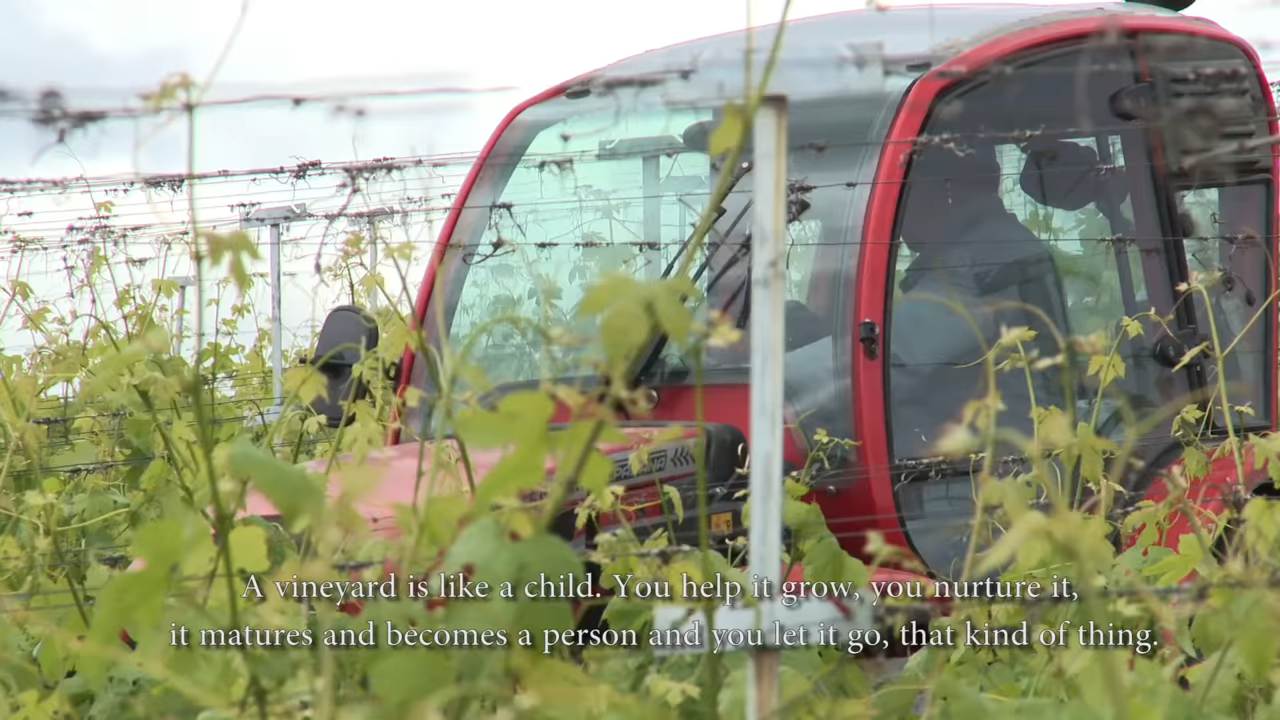 A vineyard is like a child. You help it grow, you nurture it,
it matures and becomes a person and you let it go, that kind of thing.